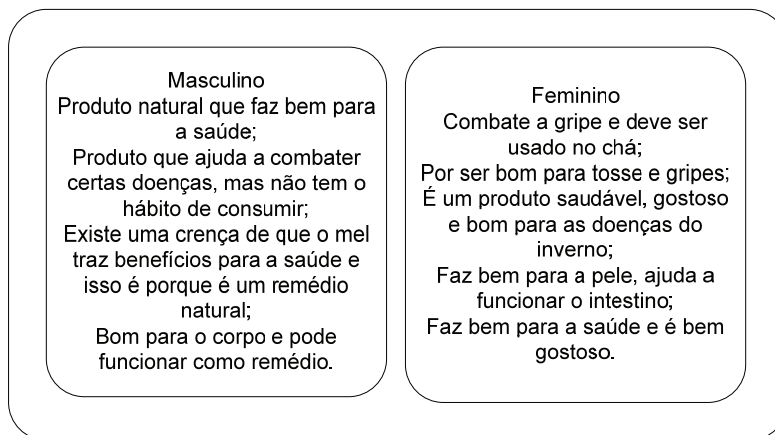 Masculino
Produto natural que faz bem para
a saúde;
Produto que ajuda a combater
certas doenças, mas não tem o
hábito de consumir;
Existe uma crença de que o mel
traz benefícios para a saúde e
isso é porque é um remédio
natural;
Bom para o corpo e pode
funcionar como remédio.
Feminino
Combate a gripe e deve ser
usado no chá;
Por ser bom para tosse e gripes;
É um produto saudável, gostoso
e bom para as doenças do
inverno;
Faz bem para a pele, ajuda a
funcionar o intestino;
Faz bem para a saúde e é bem
gostoso.